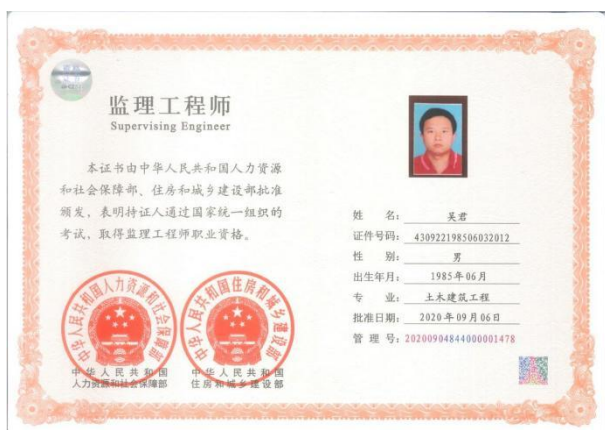 监理工程师
Supervising Engineer
本证书由中华人民共和国人力资源
和社会保障部、住房和城乡建设部批准
颁发，表明持证人通过国家统一组织的
考试，取得监理工程师职业资格。
中华人民共和国人力资源和社会保障部
中华人民共和国住房和城乡建设部
中华人民共和国
人力资源和社会保障部
中华人民共和国
住房和城乡建设部
姓 名： 吴君
证件号码： 430922198506032012
性 别： 男
出生年月： 1985年06月
专 业： 土木建筑工程
批准日期： 2020年09月06日
管 理 号： 20200904844000001478